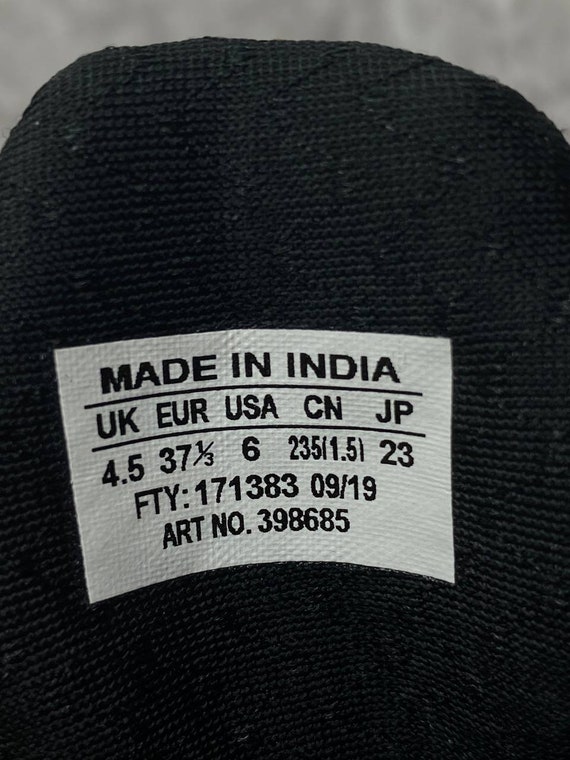 MADE IN INDIA
UK EUR USA CN JP
4.5 37⅓ 6 235(1.5) 23
FTY: 171383 09/19
ART NO. 398685